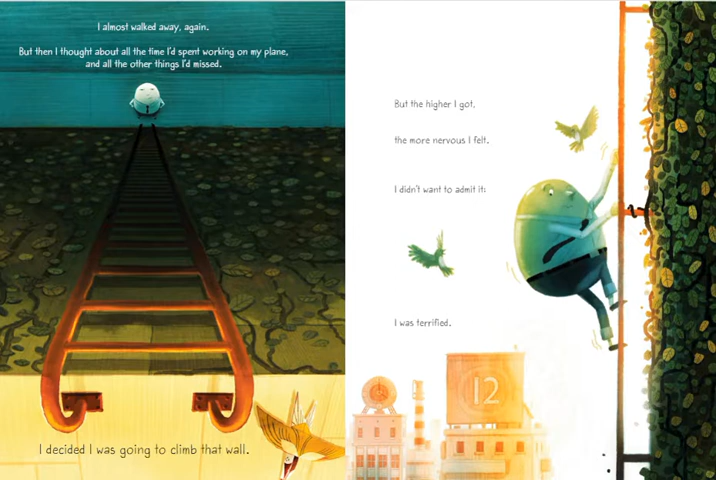 I almost walked away, again.
But then I thought about all the time I'd spent working on my plane,
and all the other things I'd missed.
I decided I was going to climb that wall.
But the higher I got,
the more nervous I felt.
I didn't want to admit it:
I was terrified.
12